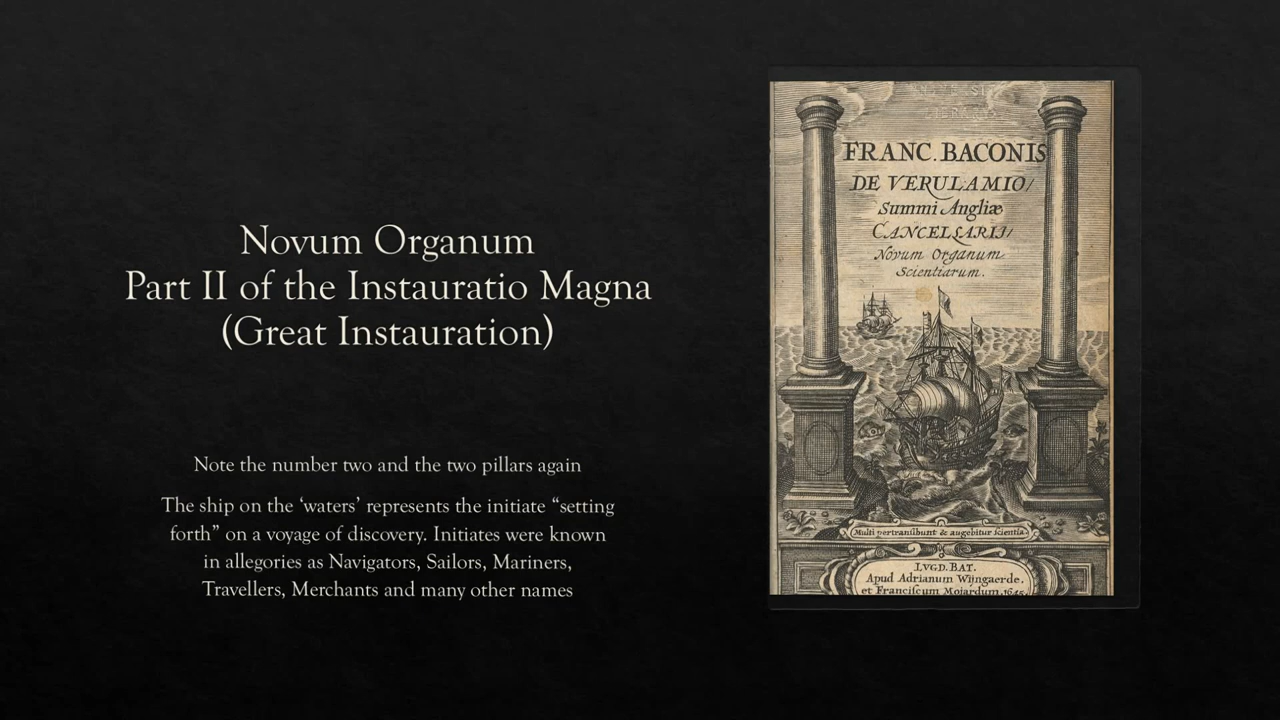 Novum Organum
Part II of the Instauratio Magna
(Great Instauration)
Note the number two and the two pillars again
The ship on the ‘waters’ represents the initiate “setting
forth” on a voyage of discovery. Initiates were known
in allegories as Navigators, Sailors, Mariners,
Travellers, Merchants and many other names
FRANC. BACONIS
DE VERULAMIO/
Summi Angliæ
CANCELLARII/
Novum Organum
Scientiarum.
Multi pertransibunt & augebitur scientia.
LVGD. BAT.
Apud Adrianum Wijngaerde.
et Franciscum Moiardum. 1645